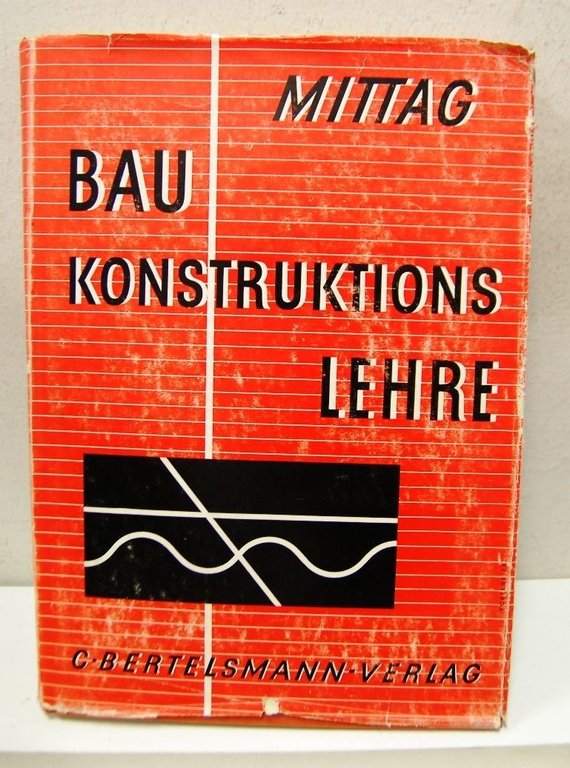 MITTAG
BAU
KONSTRUKTIONS
LEHRE
C·BERTELSMANN-VERLAG